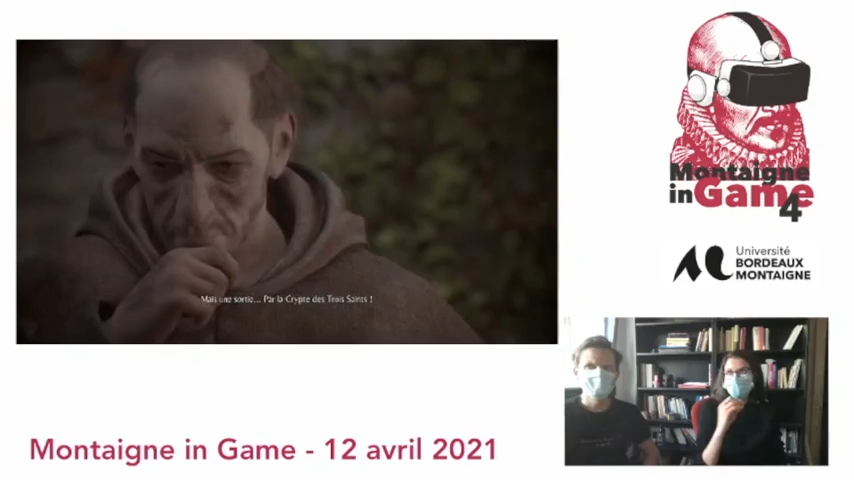 Mais une sortie... Par la Crypte des Trois Saints !
Montaigne
in Game
4
Université
BORDEAUX
MONTAIGNE
Montaigne in Game - 12 avril 2021